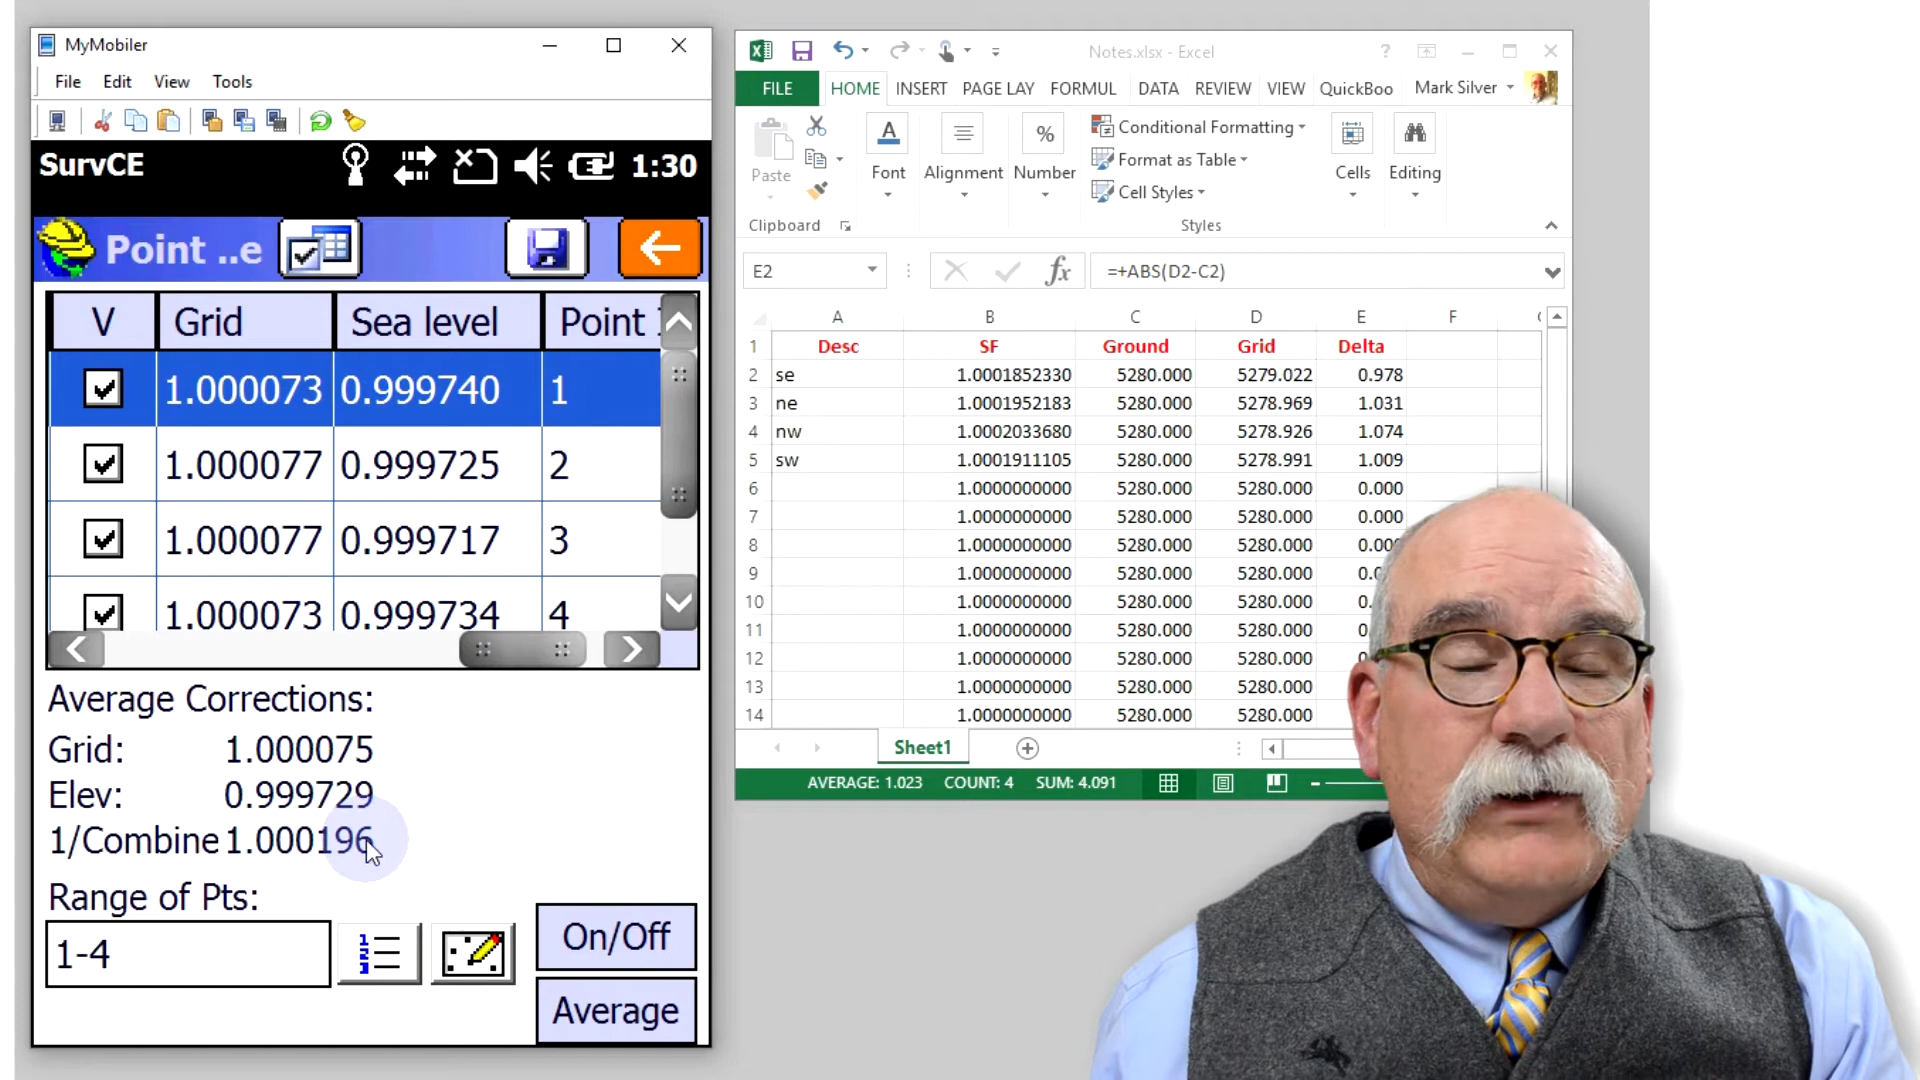 MyMobiler
File Edit View Tools
SurvCE 1:30
Point ..e
V Grid Sea level Point
1.000073 0.999740 1
1.000077 0.999725 2
1.000077 0.999717 3
1.000073 0.999734 4
Average Corrections:
Grid: 1.000075
Elev: 0.999729
1/Combine 1.000196
Range of Pts:
1-4
On/Off
Average
Notes.xlsx - Excel
FILE HOME INSERT PAGE LAY FORMUL DATA REVIEW VIEW QuickBoo Mark Silver
Paste
Font
Alignment
%
Number
Conditional Formatting
Format as Table
Cell Styles
Cells
Editing
Clipboard
Styles
E2
fx
=+ABS(D2-C2)
A B C D E F
1 Desc SF Ground Grid Delta
2 se 1.0001852330 5280.000 5279.022 0.978
3 ne 1.0001952183 5280.000 5278.969 1.031
4 nw 1.0002033680 5280.000 5278.926 1.074
5 sw 1.0001911105 5280.000 5278.991 1.009
6 1.0000000000 5280.000 5280.000 0.000
7 1.0000000000 5280.000 5280.000 0.000
8 1.0000000000 5280.000 5280.000
9 1.0000000000 5280.000 5280.000
10 1.0000000000 5280.000 5280.000
11 1.0000000000 5280.000 5280.000
12 1.0000000000 5280.000 5280.000
13 1.0000000000 5280.000 5280.000
14 1.0000000000 5280.000 5280.000
Sheet1
AVERAGE: 1.023 COUNT: 4 SUM: 4.091